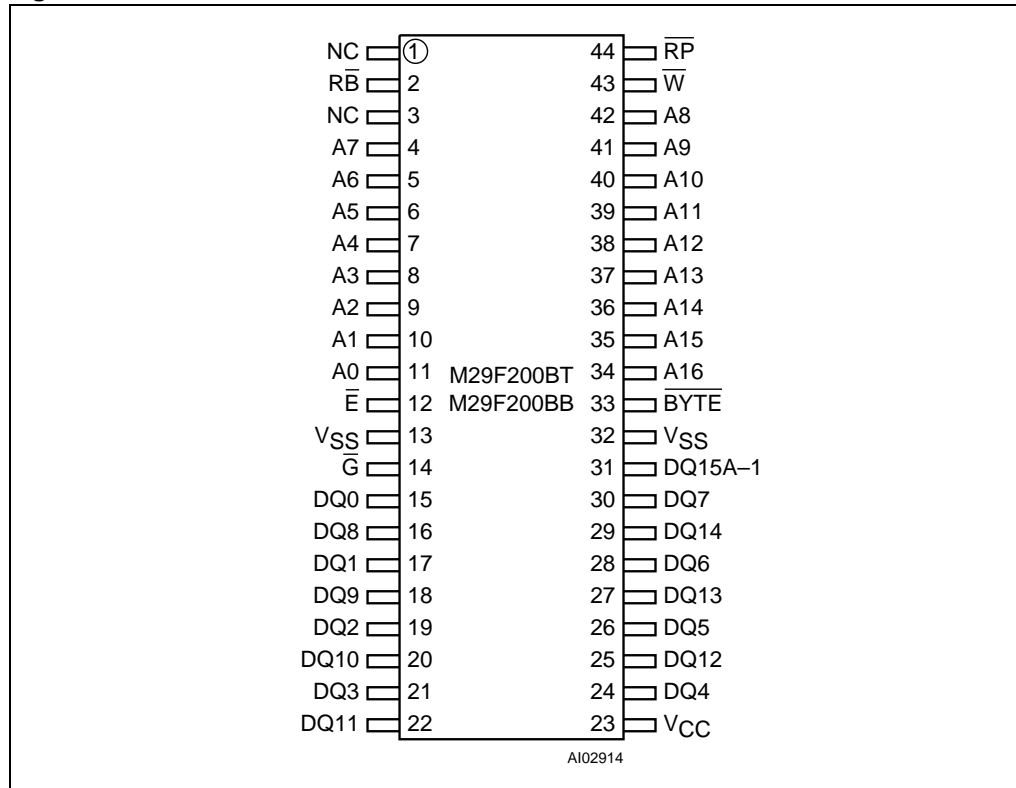 NC 1 44 R̅P̅
RB̅ 2 43 W̅
NC 3 42 A8
A7 4 41 A9
A6 5 40 A10
A5 6 39 A11
A4 7 38 A12
A3 8 37 A13
A2 9 36 A14
A1 10 35 A15
A0 11 M29F200BT 34 A16
E̅ 12 M29F200BB 33 B̅Y̅T̅E̅
VSS 13 32 VSS
G̅ 14 31 DQ15A–1
DQ0 15 30 DQ7
DQ8 16 29 DQ14
DQ1 17 28 DQ6
DQ9 18 27 DQ13
DQ2 19 26 DQ5
DQ10 20 25 DQ12
DQ3 21 24 DQ4
DQ11 22 23 VCC
AI02914